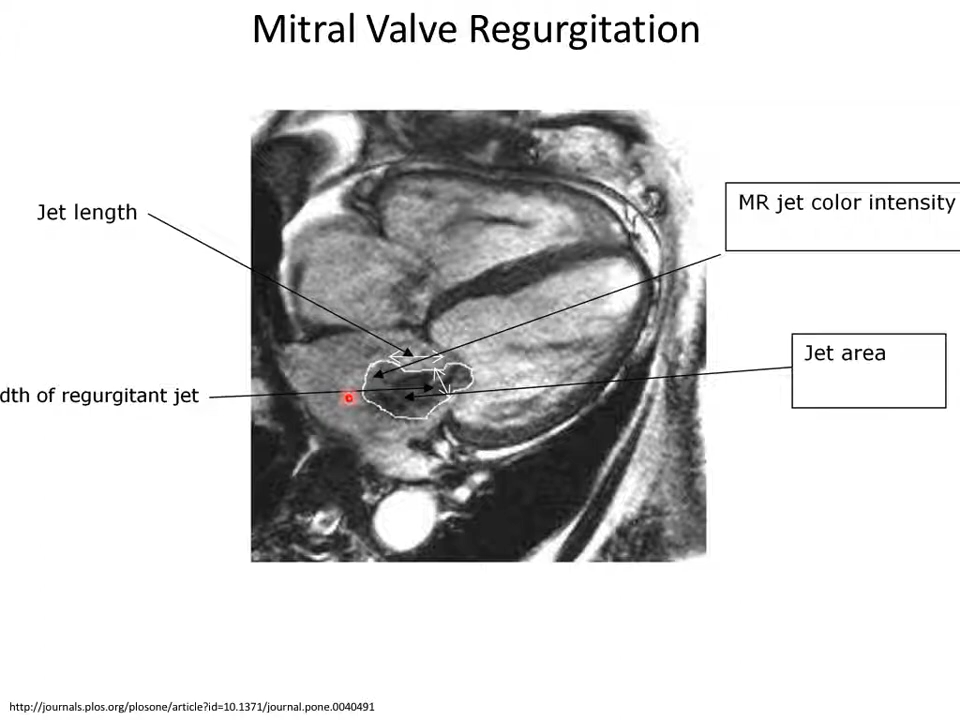 Mitral Valve Regurgitation
Jet length
MR jet color intensity
Jet area
of regurgitant jet
http://journals.plos.org/plosone/article?id=10.1371/journal.pone.0040491